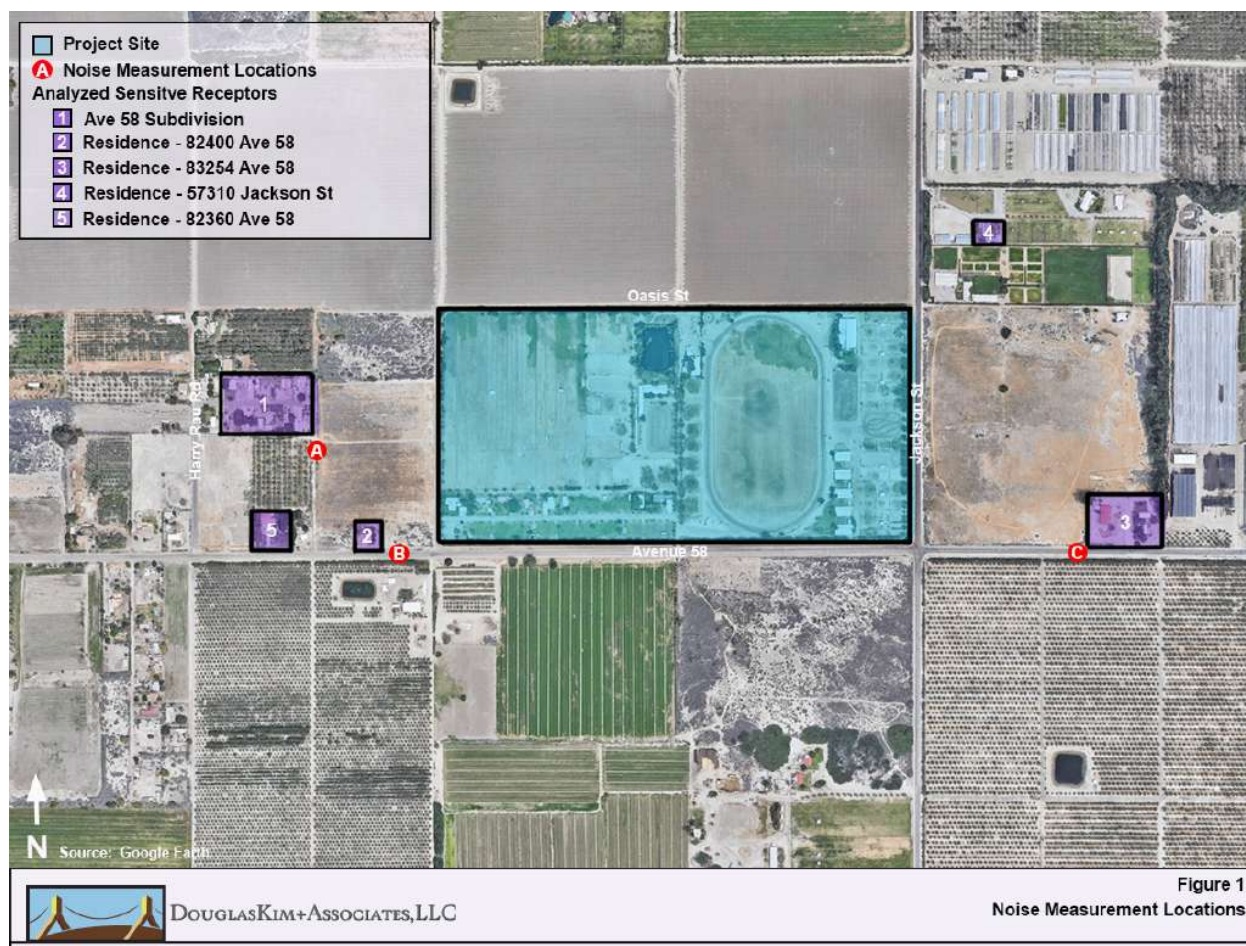 Project Site
A Noise Measurement Locations
Analyzed Sensitve Receptors
1 Ave 58 Subdivision
2 Residence - 82400 Ave 58
3 Residence - 83254 Ave 58
4 Residence - 57310 Jackson St
5 Residence - 82360 Ave 58
4
Oasis St
1
Harry Rau Rd
Jackson St
A
5
2
B
3
C
Avenue 58
N Source: Google Earth
DOUGLASKIM+ASSOCIATES,LLC
Figure 1
Noise Measurement Locations